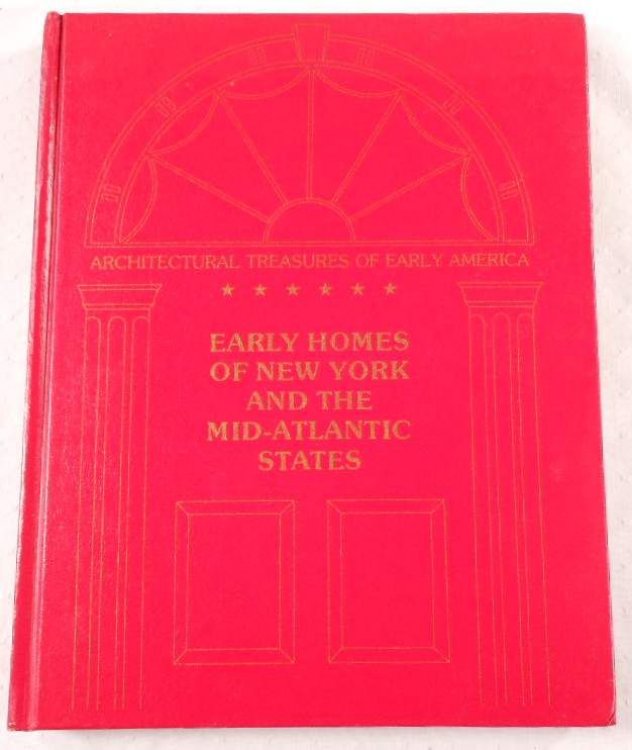 ARCHITECTURAL TREASURES OF EARLY AMERICA
EARLY HOMES
OF NEW YORK
AND THE
MID-ATLANTIC
STATES